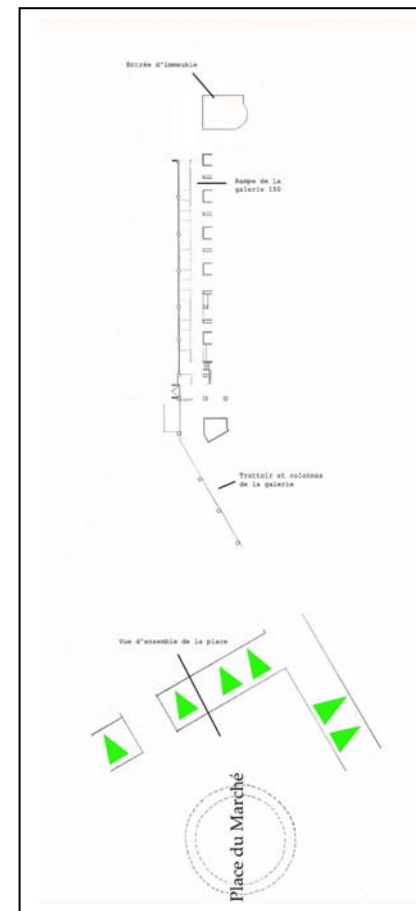 Entrée d'immeuble
Rampe de la
galerie 150
Trottoir et colonnes
de la galerie
Vue d'ensemble de la place
Place du Marché